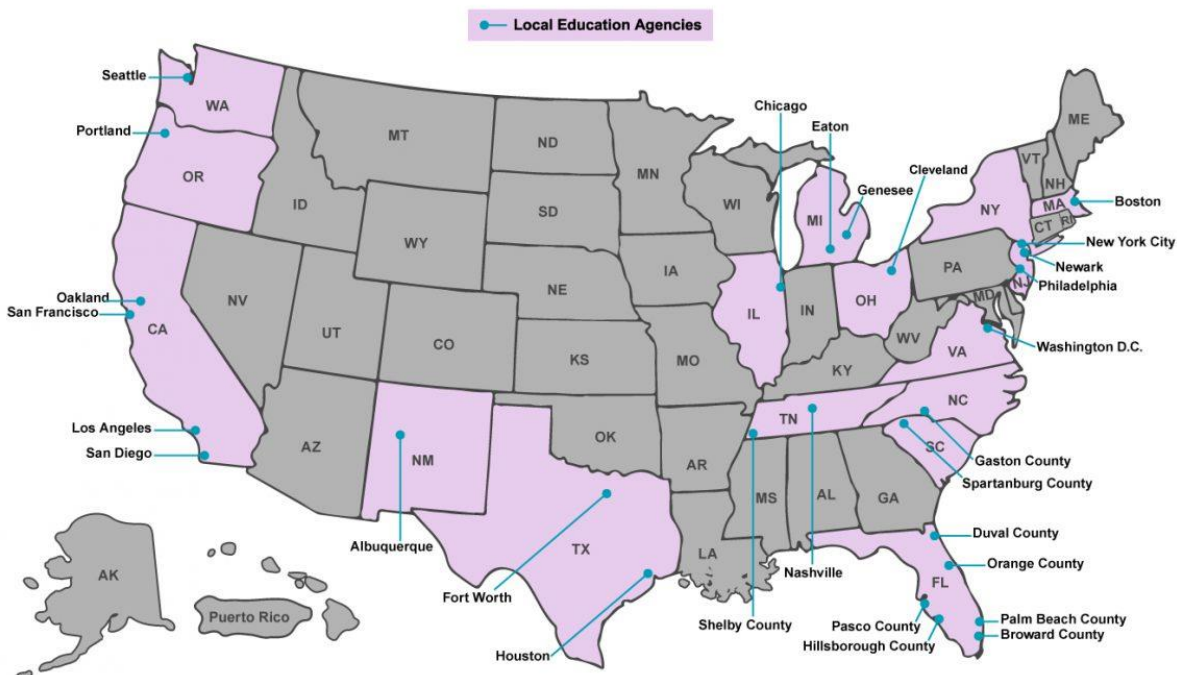 Local Education Agencies
Seattle
WA
Portland
OR
MT
ID
WY
ND
SD
NE
MN
WI
IA
Chicago
Eaton
Genesee
Cleveland
MI
ME
VT
NH
NY
MA
CT
RI
Boston
New York City
Newark
Philadelphia
NJ
PA
MD
Washington D.C.
Oakland
San Francisco
CA
NV
UT
CO
KS
MO
IL
IN
OH
WV
VA
KY
NC
TN
SC
Gaston County
Spartanburg County
Los Angeles
San Diego
AZ
NM
OK
AR
MS
AL
GA
Albuquerque
TX
LA
Fort Worth
Houston
Shelby County
Nashville
Duval County
Orange County
FL
Pasco County
Hillsborough County
Palm Beach County
Broward County
AK
Puerto Rico